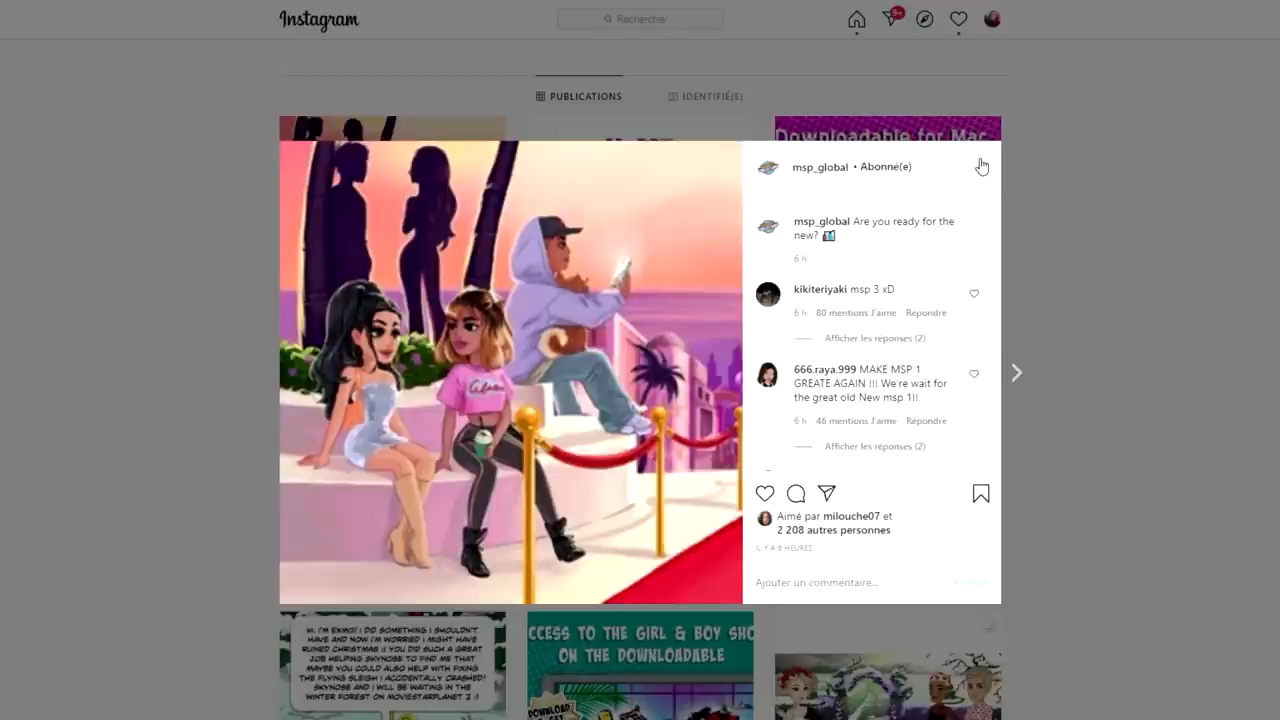 Instagram
Rechercher
9+
PUBLICATIONS
IDENTIFIÉ(E)
Downloadable for Mac
msp_global • Abonné(e)
msp_global Are you ready for the
new?
6 h
kikiteriyaki msp 3 xD
6 h 80 mentions J'aime Répondre
Afficher les réponses (2)
666.raya.999 MAKE MSP 1
GREATE AGAIN !!! We're wait for
the great old New msp 1!!
6 h 46 mentions J'aime Répondre
Afficher les réponses (2)
Aimé par milouche07 et
2 208 autres personnes
IL Y A 6 HEURES
Ajouter un commentaire...
Publier
HI, I'M EXMO! I DID SOMETHING I SHOULDN'T
HAVE AND NOW I'M WORRIED I MIGHT HAVE
RUINED CHRISTMAS :( YOU DID SUCH A GREAT
JOB HELPING SKYNOSE TO FIND ME THAT
MAYBE YOU COULD ALSO HELP WITH FIXING
THE FLYING SLEIGH I ACCIDENTALLY CRASHED!
SKYNOSE AND I WILL BE WAITING IN THE
WINTER FOREST ON MOVIESTARPLANET 2 :)
CCESS TO THE GIRL & BOY SHO
ON THE DOWNLOADABLE
DOWNLOAD